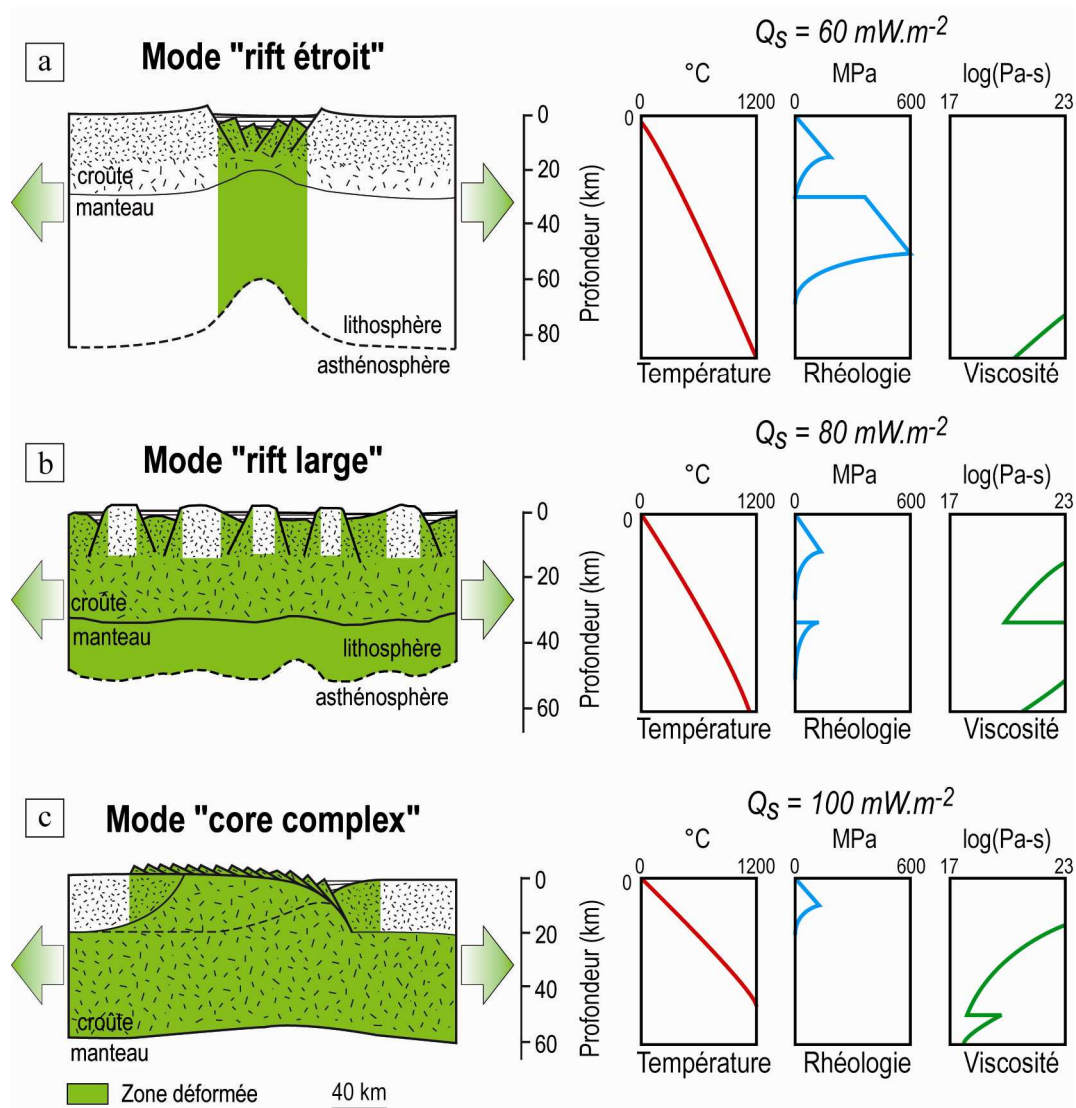 a
Mode "rift étroit"
croûte
manteau
lithosphère
asthénosphère
0
20
40
60
80
Qs = 60 mW.m-2
°C
MPa
log(Pa-s)
0 1200
0 600
17 23
0
Profondeur (km)
Température
Rhéologie
Viscosité
b
Mode "rift large"
croûte
manteau
lithosphère
asthénosphère
0
20
40
60
Qs = 80 mW.m-2
°C
MPa
log(Pa-s)
0 1200
0 600
17 23
0
Profondeur (km)
Température
Rhéologie
Viscosité
c
Mode "core complex"
croûte
manteau
0
20
40
60
Qs = 100 mW.m-2
°C
MPa
log(Pa-s)
0 1200
0 600
17 23
0
Profondeur (km)
Température
Rhéologie
Viscosité
Zone déformée
40 km